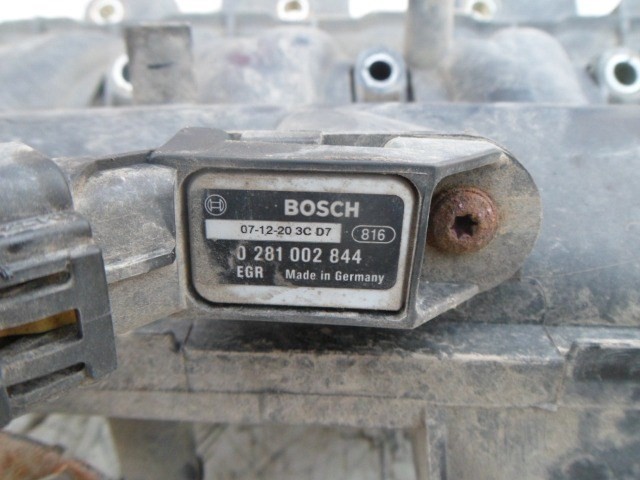 BOSCH
07-12-20 3C D7 816
0 281 002 844
EGR Made in Germany